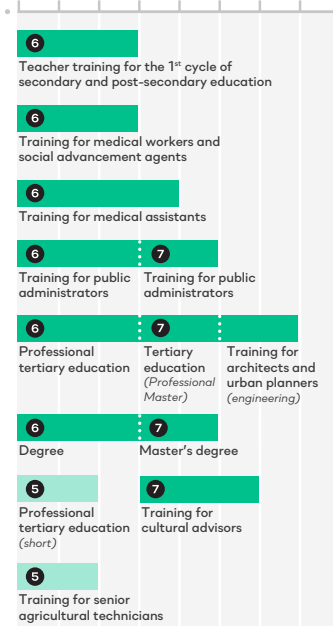 6
Teacher training for the 1st cycle of
secondary and post-secondary education
6
Training for medical workers and
social advancement agents
6
Training for medical assistants
6
Training for public
administrators
7
Training for public
administrators
6
Professional
tertiary education
7
Tertiary
education
(Professional
Master)
Training for
architects and
urban planners
(engineering)
6
Degree
7
Master's degree
5
Professional
tertiary education
(short)
7
Training for
cultural advisors
5
Training for senior
agricultural technicians